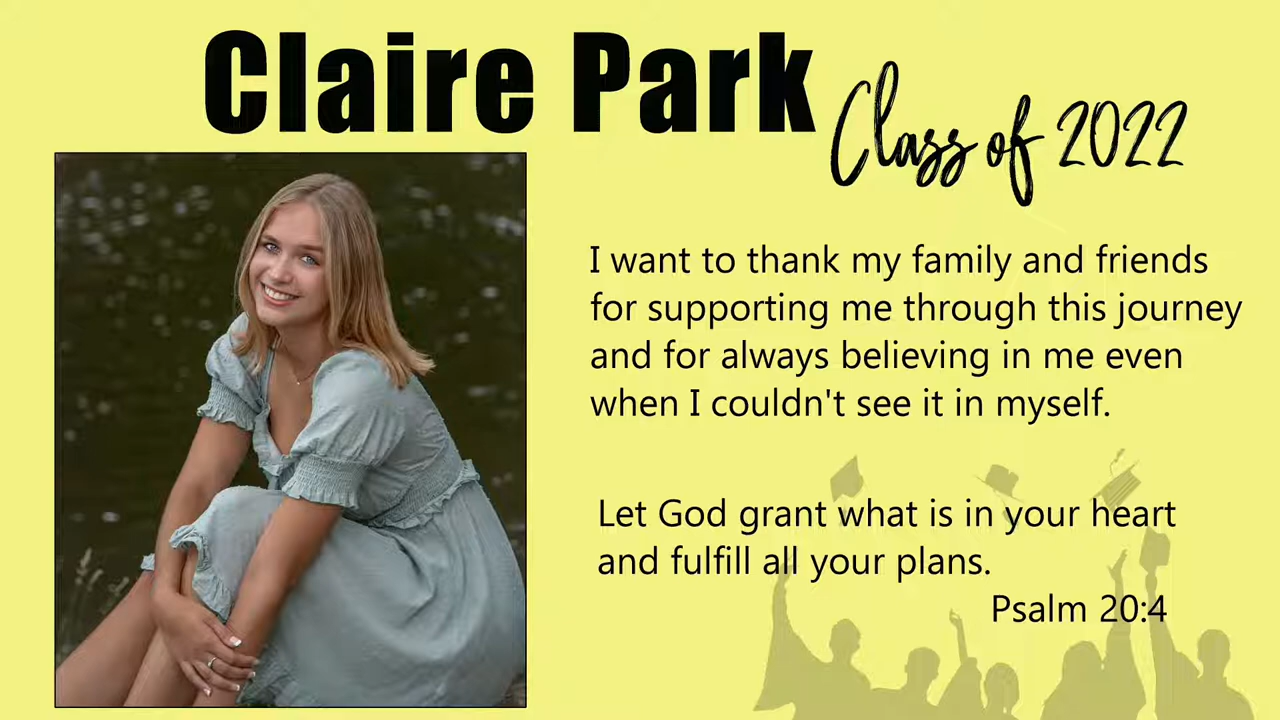 Claire Park
Class of 2022
I want to thank my family and friends
for supporting me through this journey
and for always believing in me even
when I couldn't see it in myself.
Let God grant what is in your heart
and fulfill all your plans.
Psalm 20:4